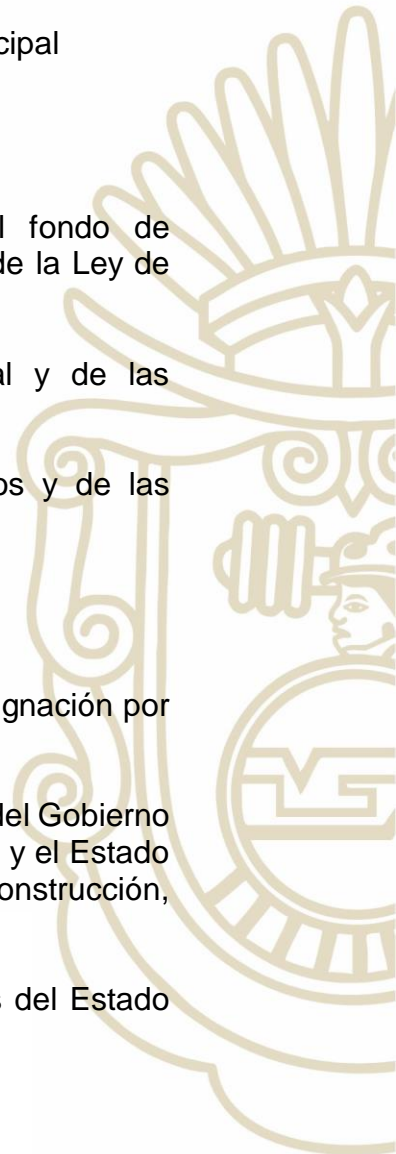 cipal
l fondo de
de la Ley de
al y de las
os y de las
gnación por
del Gobierno
y el Estado
onstrucción,
s del Estado